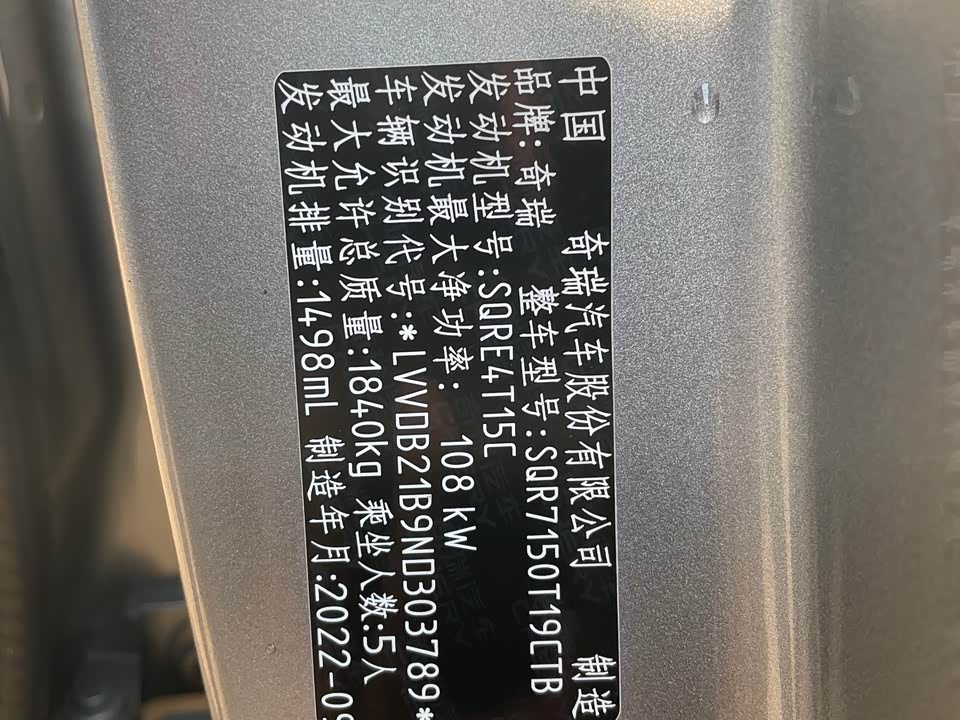 中国 奇瑞汽车股份有限公司 制造
品牌:奇瑞 整车型号:SQR7150T19CTB
发动机型号:SQRE4T15C
发动机最大净功率: 108 kW
车辆识别代号:*LVVDB21B9ND303789*
最大允许总质量:1840kg 乘坐人数:5人
发动机排量:1498mL 制造年月:2022-09